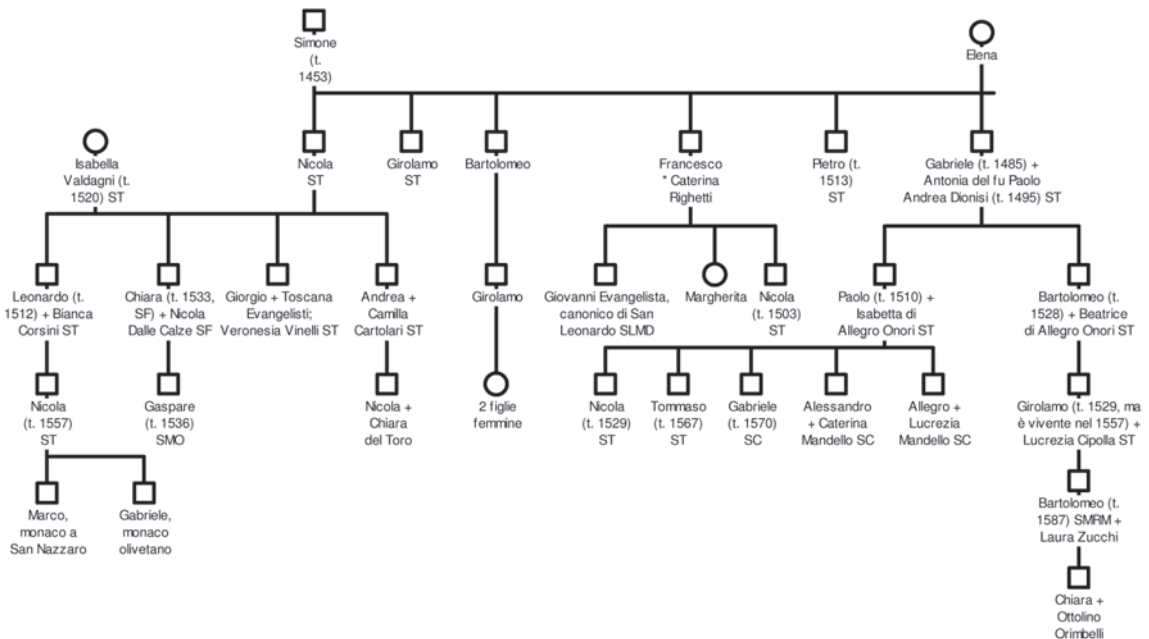 Simone
(t.
1453)
Elena
Isabella
Valdagni (t.
1520) ST
Nicola
ST
Girolamo
ST
Bartolomeo
Francesco
* Caterina
Righetti
Pietro (t.
1513)
ST
Gabriele (t. 1485) +
Antonia del fu Paolo
Andrea Dionisi (t. 1495) ST
Leonardo (t.
1512) + Bianca
Corsini ST
Chiara (t. 1533,
SF) + Nicola
Dalle Calze SF
Giorgio + Toscana
Evangelisti;
Veronesia Vinelli ST
Andrea +
Camilla
Cartolari ST
Girolamo
Giovanni Evangelista,
canonico di San
Leonardo SLMD
Margherita
Nicola
(t. 1503)
ST
Paolo (t. 1510) +
Isabetta di
Allegro Onori ST
Bartolomeo (t.
1528) + Beatrice
di Allegro Onori ST
Nicola
(t. 1557)
ST
Gaspare
(t. 1536)
SMO
Nicola +
Chiara
del Toro
2 figlie
femmine
Nicola
(t. 1529)
ST
Tommaso
(t. 1567)
ST
Gabriele
(t. 1570)
SC
Alessandro
+ Caterina
Mandello SC
Allegro +
Lucrezia
Mandello SC
Girolamo (t. 1529, ma
è vivente nel 1557) +
Lucrezia Cipolla ST
Marco,
monaco a
San Nazzaro
Gabriele,
monaco
olivetano
Bartolomeo (t.
1587) SMRM +
Laura Zucchi
Chiara +
Ottolino
Orimbelli